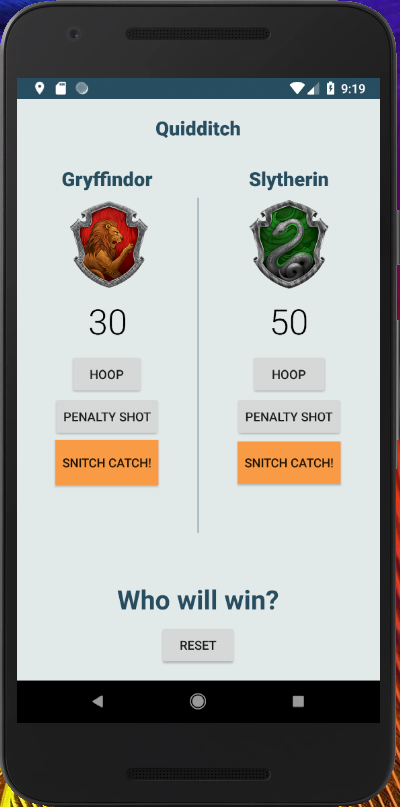 9:19
Quidditch
Gryffindor
Slytherin
30
50
HOOP
HOOP
PENALTY SHOT
PENALTY SHOT
SNITCH CATCH!
SNITCH CATCH!
Who will win?
RESET